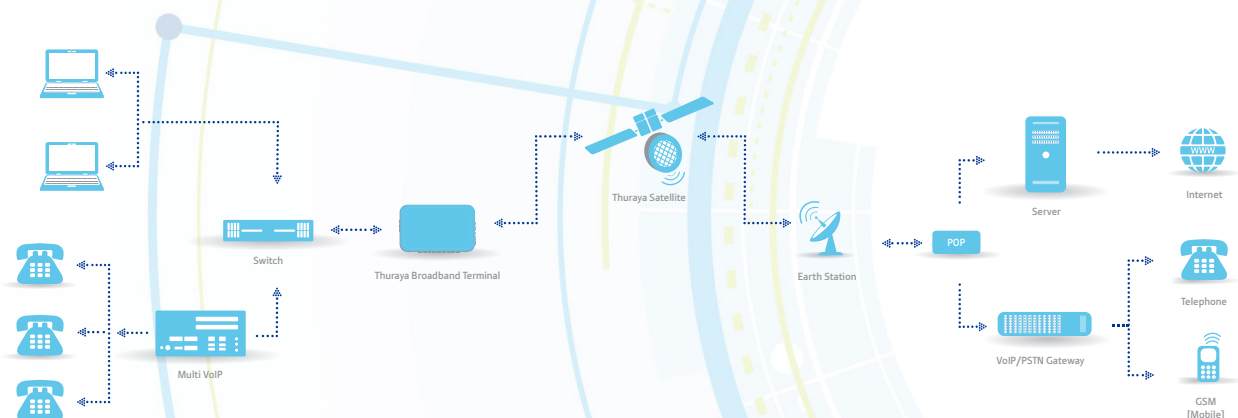 Thuraya Satellite
WWW
Internet
Server
POP
Switch
Thuraya Broadband Terminal
Earth Station
Telephone
Multi VoIP
VoIP/PSTN Gateway
GSM
[Mobile]